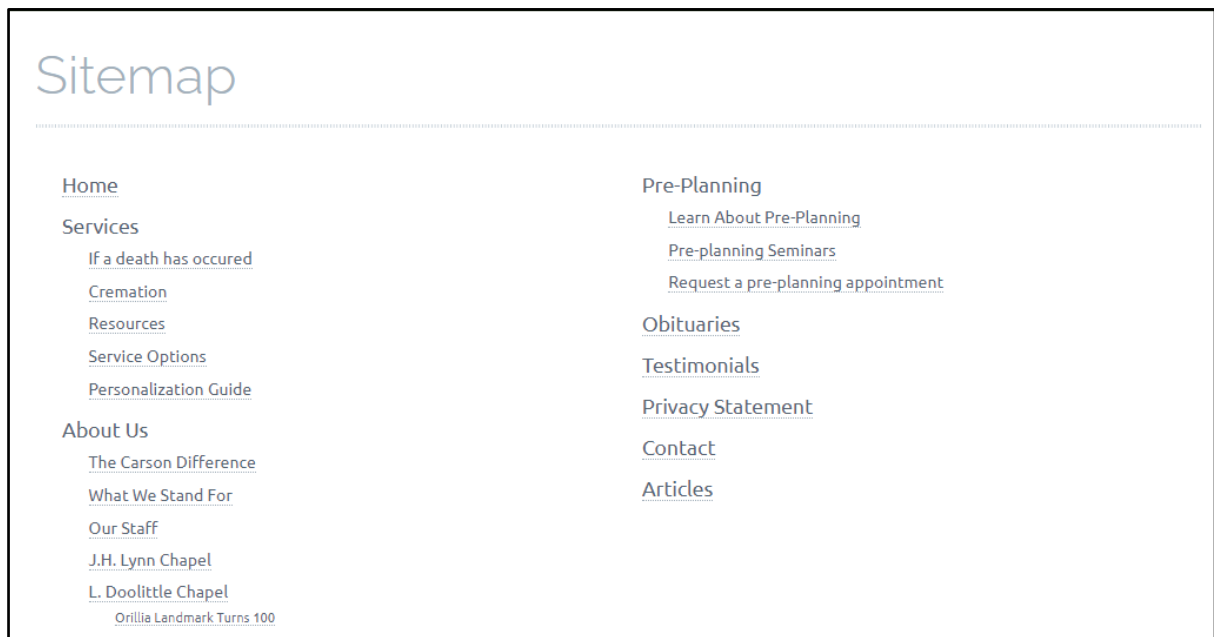 Sitemap
Home
Services
If a death has occured
Cremation
Resources
Service Options
Personalization Guide
About Us
The Carson Difference
What We Stand For
Our Staff
J.H. Lynn Chapel
L. Doolittle Chapel
Orillia Landmark Turns 100
Pre-Planning
Learn About Pre-Planning
Pre-planning Seminars
Request a pre-planning appointment
Obituaries
Testimonials
Privacy Statement
Contact
Articles